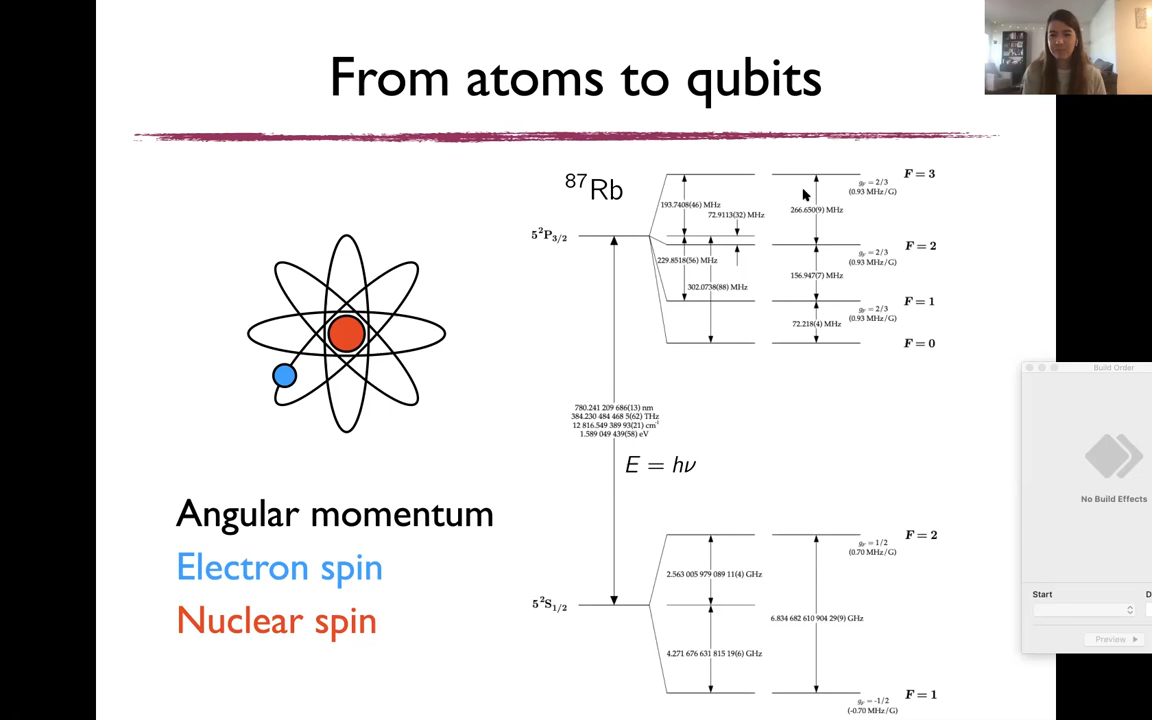 From atoms to qubits
⁸⁷Rb
F = 3
g_F = 2/3
(0.93 MHz/G)
193.7408(46) MHz
72.9113(32) MHz
266.650(9) MHz
5²P₃/₂
F = 2
g_F = 2/3
(0.93 MHz/G)
229.8518(56) MHz
302.0738(88) MHz
156.947(7) MHz
F = 1
g_F = 2/3
(0.93 MHz/G)
72.218(4) MHz
F = 0
780.241 209 686(13) nm
384.230 484 468 5(62) THz
12 816.549 389 93(21) cm⁻¹
1.589 049 439(58) eV
E = hν
Angular momentum
Electron spin
Nuclear spin
F = 2
g_F = 1/2
(0.70 MHz/G)
2.563 005 979 089 11(4) GHz
5²S₁/₂
6.834 682 610 904 29(9) GHz
4.271 676 631 815 19(6) GHz
F = 1
g_F = -1/2
(-0.70 MHz/G)
Build Order
No Build Effects
Start
D
Preview